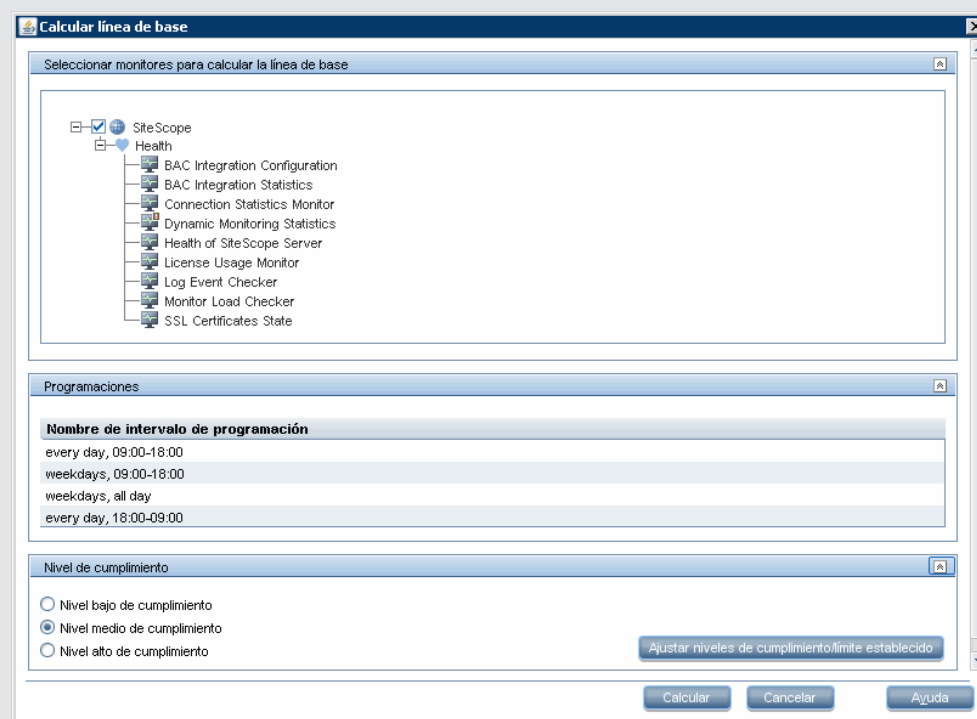 Calcular línea de base
Seleccionar monitores para calcular la línea de base
SiteScope
Health
BAC Integration Configuration
BAC Integration Statistics
Connection Statistics Monitor
Dynamic Monitoring Statistics
Health of SiteScope Server
License Usage Monitor
Log Event Checker
Monitor Load Checker
SSL Certificates State
Programaciones
Nombre de intervalo de programación
every day, 09:00-18:00
weekdays, 09:00-18:00
weekdays, all day
every day, 18:00-09:00
Nivel de cumplimiento
Nivel bajo de cumplimiento
Nivel medio de cumplimiento
Nivel alto de cumplimiento
Ajustar niveles de cumplimiento/límite establecido
Calcular
Cancelar
Ayuda